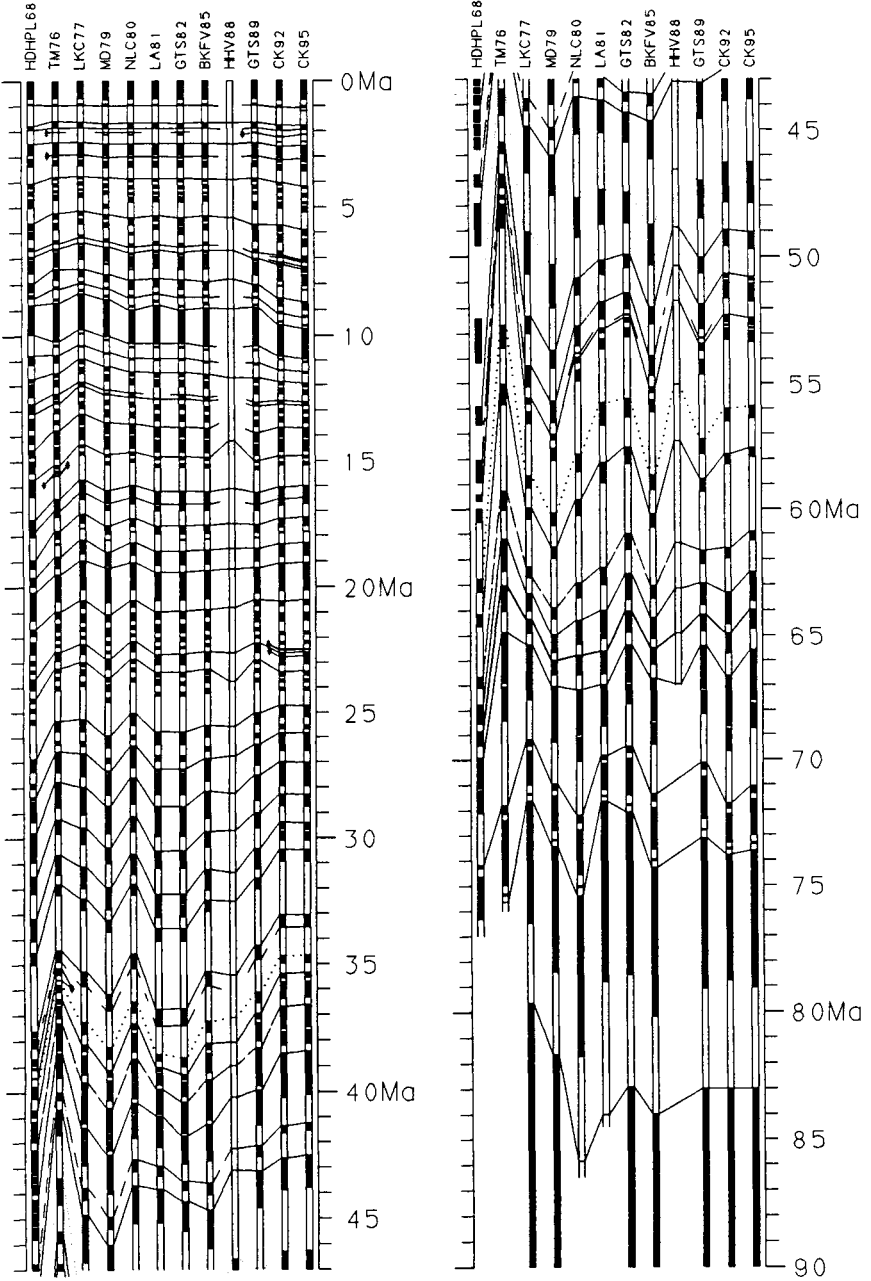 HDHPL68
TM76
LKC77
MD79
NLC80
LA81
GTS82
BKFV85
HHV88
GTS89
CK92
CK95
0Ma
5
10
15
20Ma
25
30
35
40Ma
45
HDHPL68
TM76
LKC77
MD79
NLC80
LA81
GTS82
BKFV85
HHV88
GTS89
CK92
CK95
45
50
55
60Ma
65
70
75
80Ma
85
90